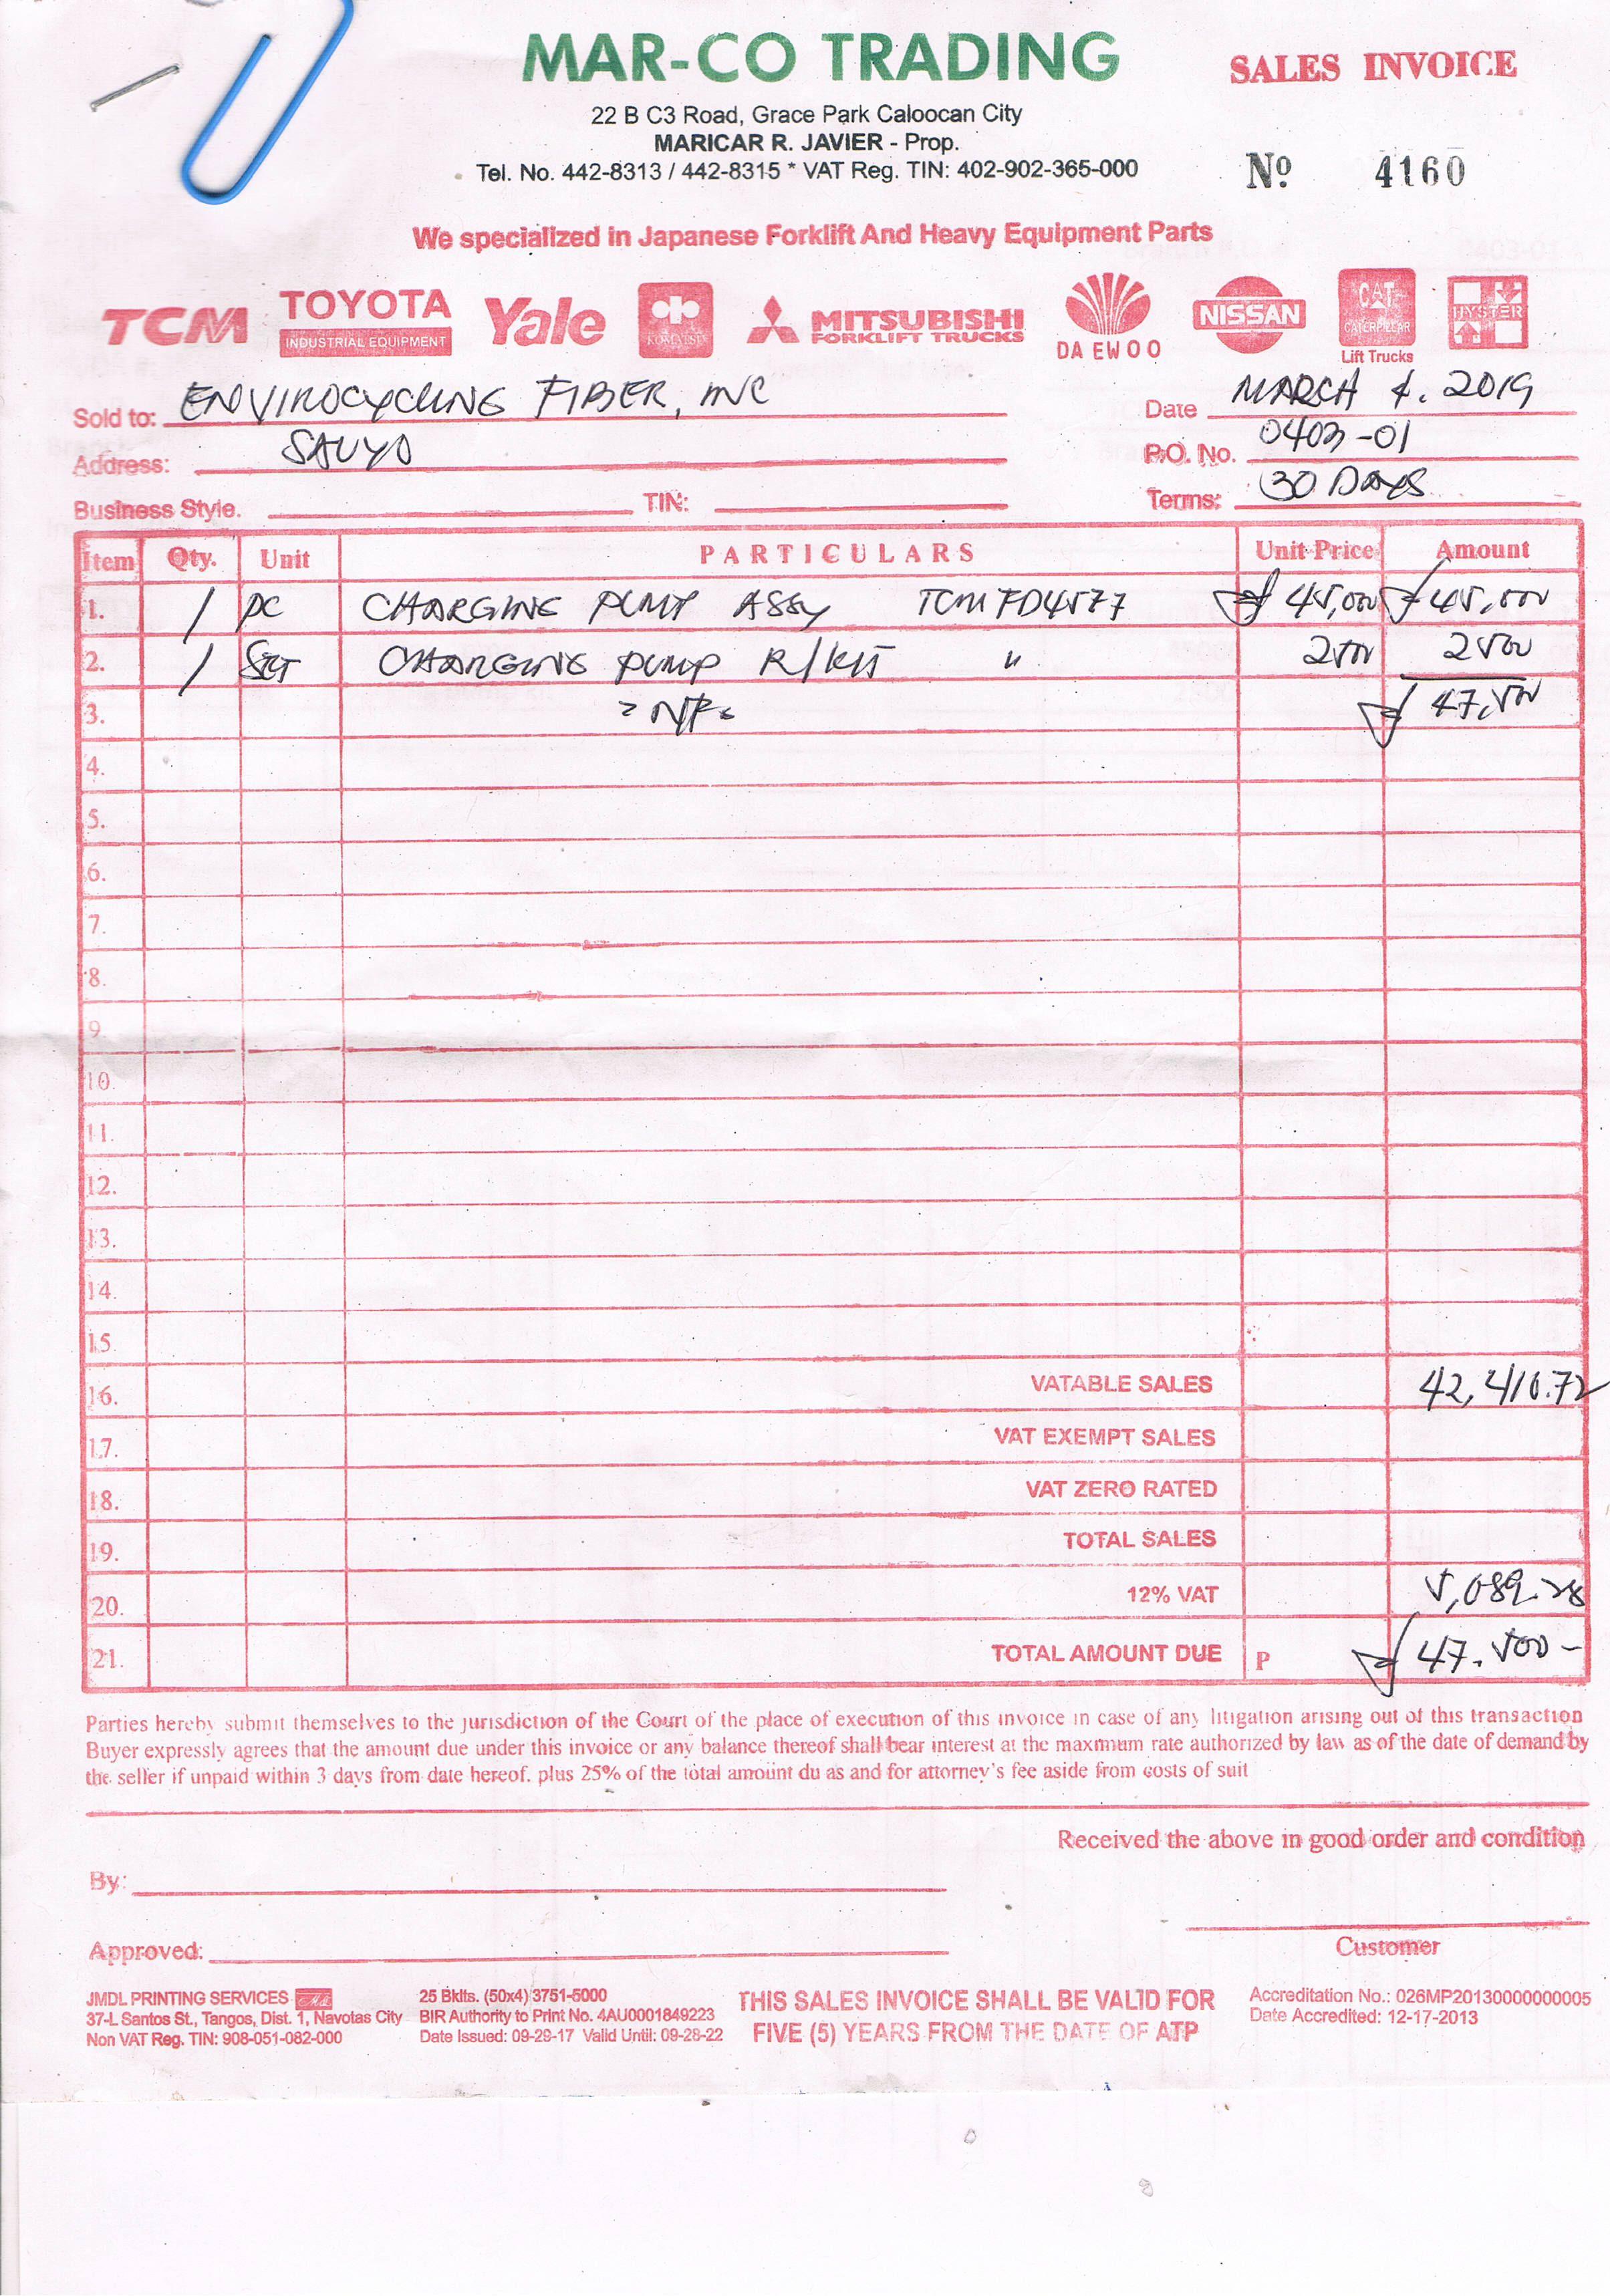 MAR-CO TRADING
SALES INVOICE
22 B C3 Road, Grace Park Caloocan City
MARICAR R. JAVIER - Prop.
Tel. No. 442-8313 / 442-8315 * VAT Reg. TIN: 402-902-365-000
Nº 4160
We specialized in Japanese Forklift And Heavy Equipment Parts
TCM TOYOTA INDUSTRIAL EQUIPMENT Yale KOMATSU MITSUBISHI FORKLIFT TRUCKS DAEWOO NISSAN CAT CATERPILLAR Lift Trucks HYSTER
Sold to: ENVIROCYCLING FIBER, INC
Date MARCH 4. 2019
Address: SAUYO
P.O. No. 0403-01
Business Style. TIN:
Terms: 30 DAYS
Item Qty. Unit PARTICULARS Unit Price Amount
1. 1 PC CHARGING PUMP ASSY TCM FD45T7 45,000 45,000
2. 1 SET CHARGING PUMP R/KIT " 2500 2500
3. 47,500
4.
5.
6.
7.
8.
9.
10.
11.
12.
13.
14.
15.
16. VATABLE SALES 42,410.72
17. VAT EXEMPT SALES
18. VAT ZERO RATED
19. TOTAL SALES
20. 12% VAT 5,089.28
21. TOTAL AMOUNT DUE P 47.500-
Parties hereby submit themselves to the jurisdiction of the Court of the place of execution of this invoice in case of any litigation arising out of this transaction
Buyer expressly agrees that the amount due under this invoice or any balance thereof shall bear interest at the maxmum rate authorized by law as of the date of demand by
the seller if unpaid within 3 days from date hereof. plus 25% of the total amount du as and for attorney's fee aside from costs of suit
Received the above in good order and condition
By:
Approved:
Customer
JMDL PRINTING SERVICES
37-L Santos St., Tangos, Dist. 1, Navotas City
Non VAT Reg. TIN: 908-051-082-000
25 Bklts. (50x4) 3751-5000
BIR Authority to Print No. 4AU0001849223
Date Issued: 09-29-17 Valid Until: 09-28-22
THIS SALES INVOICE SHALL BE VALID FOR
FIVE (5) YEARS FROM THE DATE OF ATP
Accreditation No.: 026MP20130000000005
Date Accredited: 12-17-2013